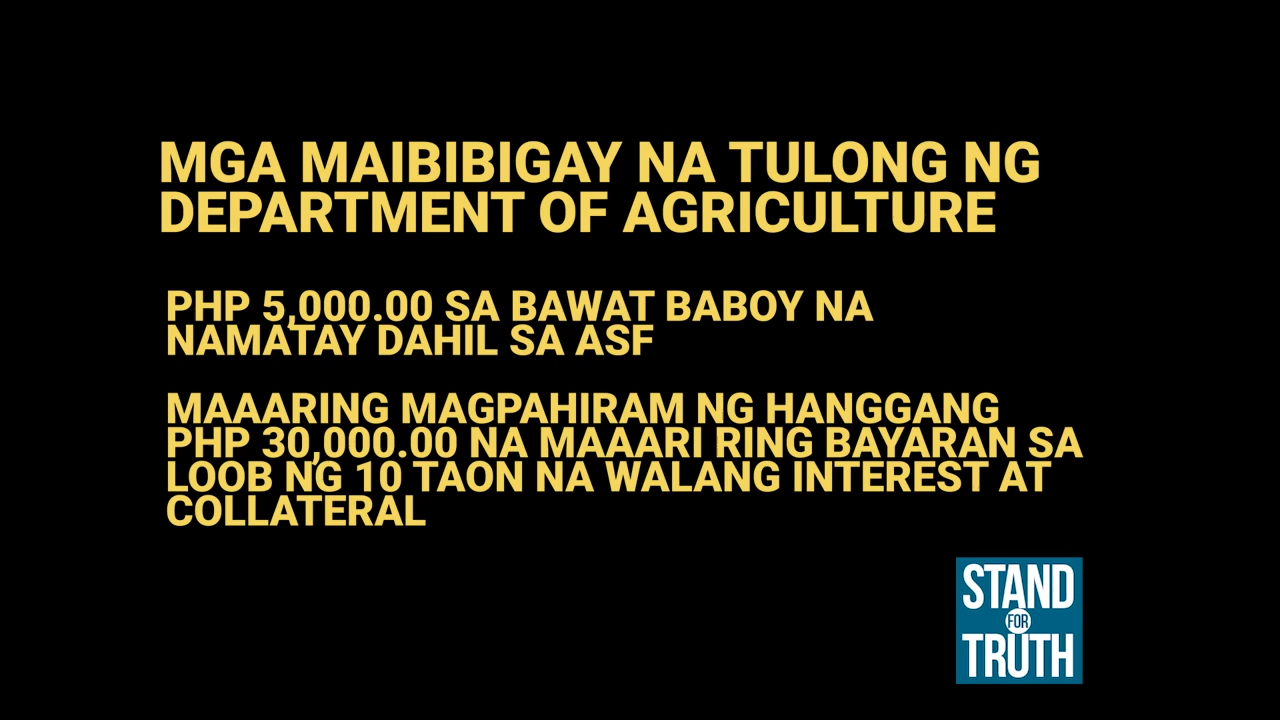 MGA MAIBIBIGAY NA TULONG NG
DEPARTMENT OF AGRICULTURE
PHP 5,000.00 SA BAWAT BABOY NA
NAMATAY DAHIL SA ASF
MAAARING MAGPAHIRAM NG HANGGANG
PHP 30,000.00 NA MAAARI RING BAYARAN SA
LOOB NG 10 TAON NA WALANG INTEREST AT
COLLATERAL
STAND
FOR
TRUTH